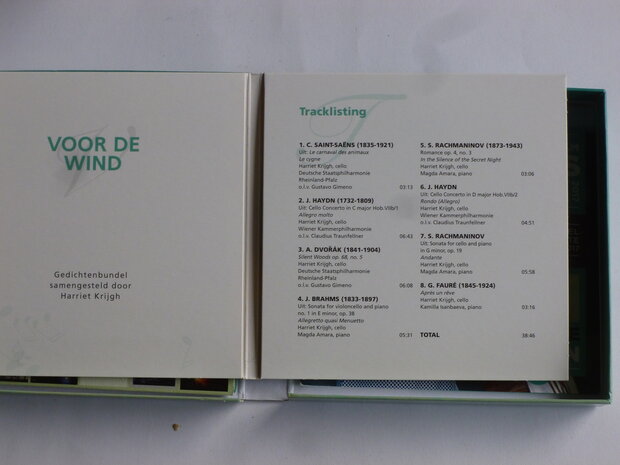 VOOR DE
WIND
Gedichtenbundel
samengesteld door
Harriet Krijgh
Tracklisting
1. C. SAINT-SAËNS (1835-1921)
Uit: Le carnaval des animaux
Le cygne
Harriet Krijgh, cello
Deutsche Staatsphilharmonie
Rheinland-Pfalz
o.l.v. Gustavo Gimeno 03:13
2. J. HAYDN (1732-1809)
Uit: Cello Concerto in C major Hob.VIIb/1
Allegro molto
Harriet Krijgh, cello
Wiener Kammerphilharmonie
o.l.v. Claudius Traunfellner 06:43
3. A. DVOŘÁK (1841-1904)
Silent Woods op. 68, no. 5
Harriet Krijgh, cello
Deutsche Staatsphilharmonie
Rheinland-Pfalz
o.l.v. Gustavo Gimeno 06:08
4. J. BRAHMS (1833-1897)
Uit: Sonata for violoncello and piano
no. 1 in E minor, op. 38
Allegretto quasi Menuetto
Harriet Krijgh, cello
Magda Amara, piano 05:31
5. S. RACHMANINOV (1873-1943)
Romance op. 4, no. 3
In the Silence of the Secret Night
Harriet Krijgh, cello
Magda Amara, piano 03:06
6. J. HAYDN
Uit: Cello Concerto in D major Hob.VIIb/2
Rondo (Allegro)
Harriet Krijgh, cello
Wiener Kammerphilharmonie
o.l.v. Claudius Traunfellner 04:51
7. S. RACHMANINOV
Uit: Sonata for cello and piano
in G minor, op. 19
Andante
Harriet Krijgh, cello
Magda Amara, piano 05:58
8. G. FAURÉ (1845-1924)
Après un rêve
Harriet Krijgh, cello
Kamilla Isanbaeva, piano 03:16
TOTAL 38:46